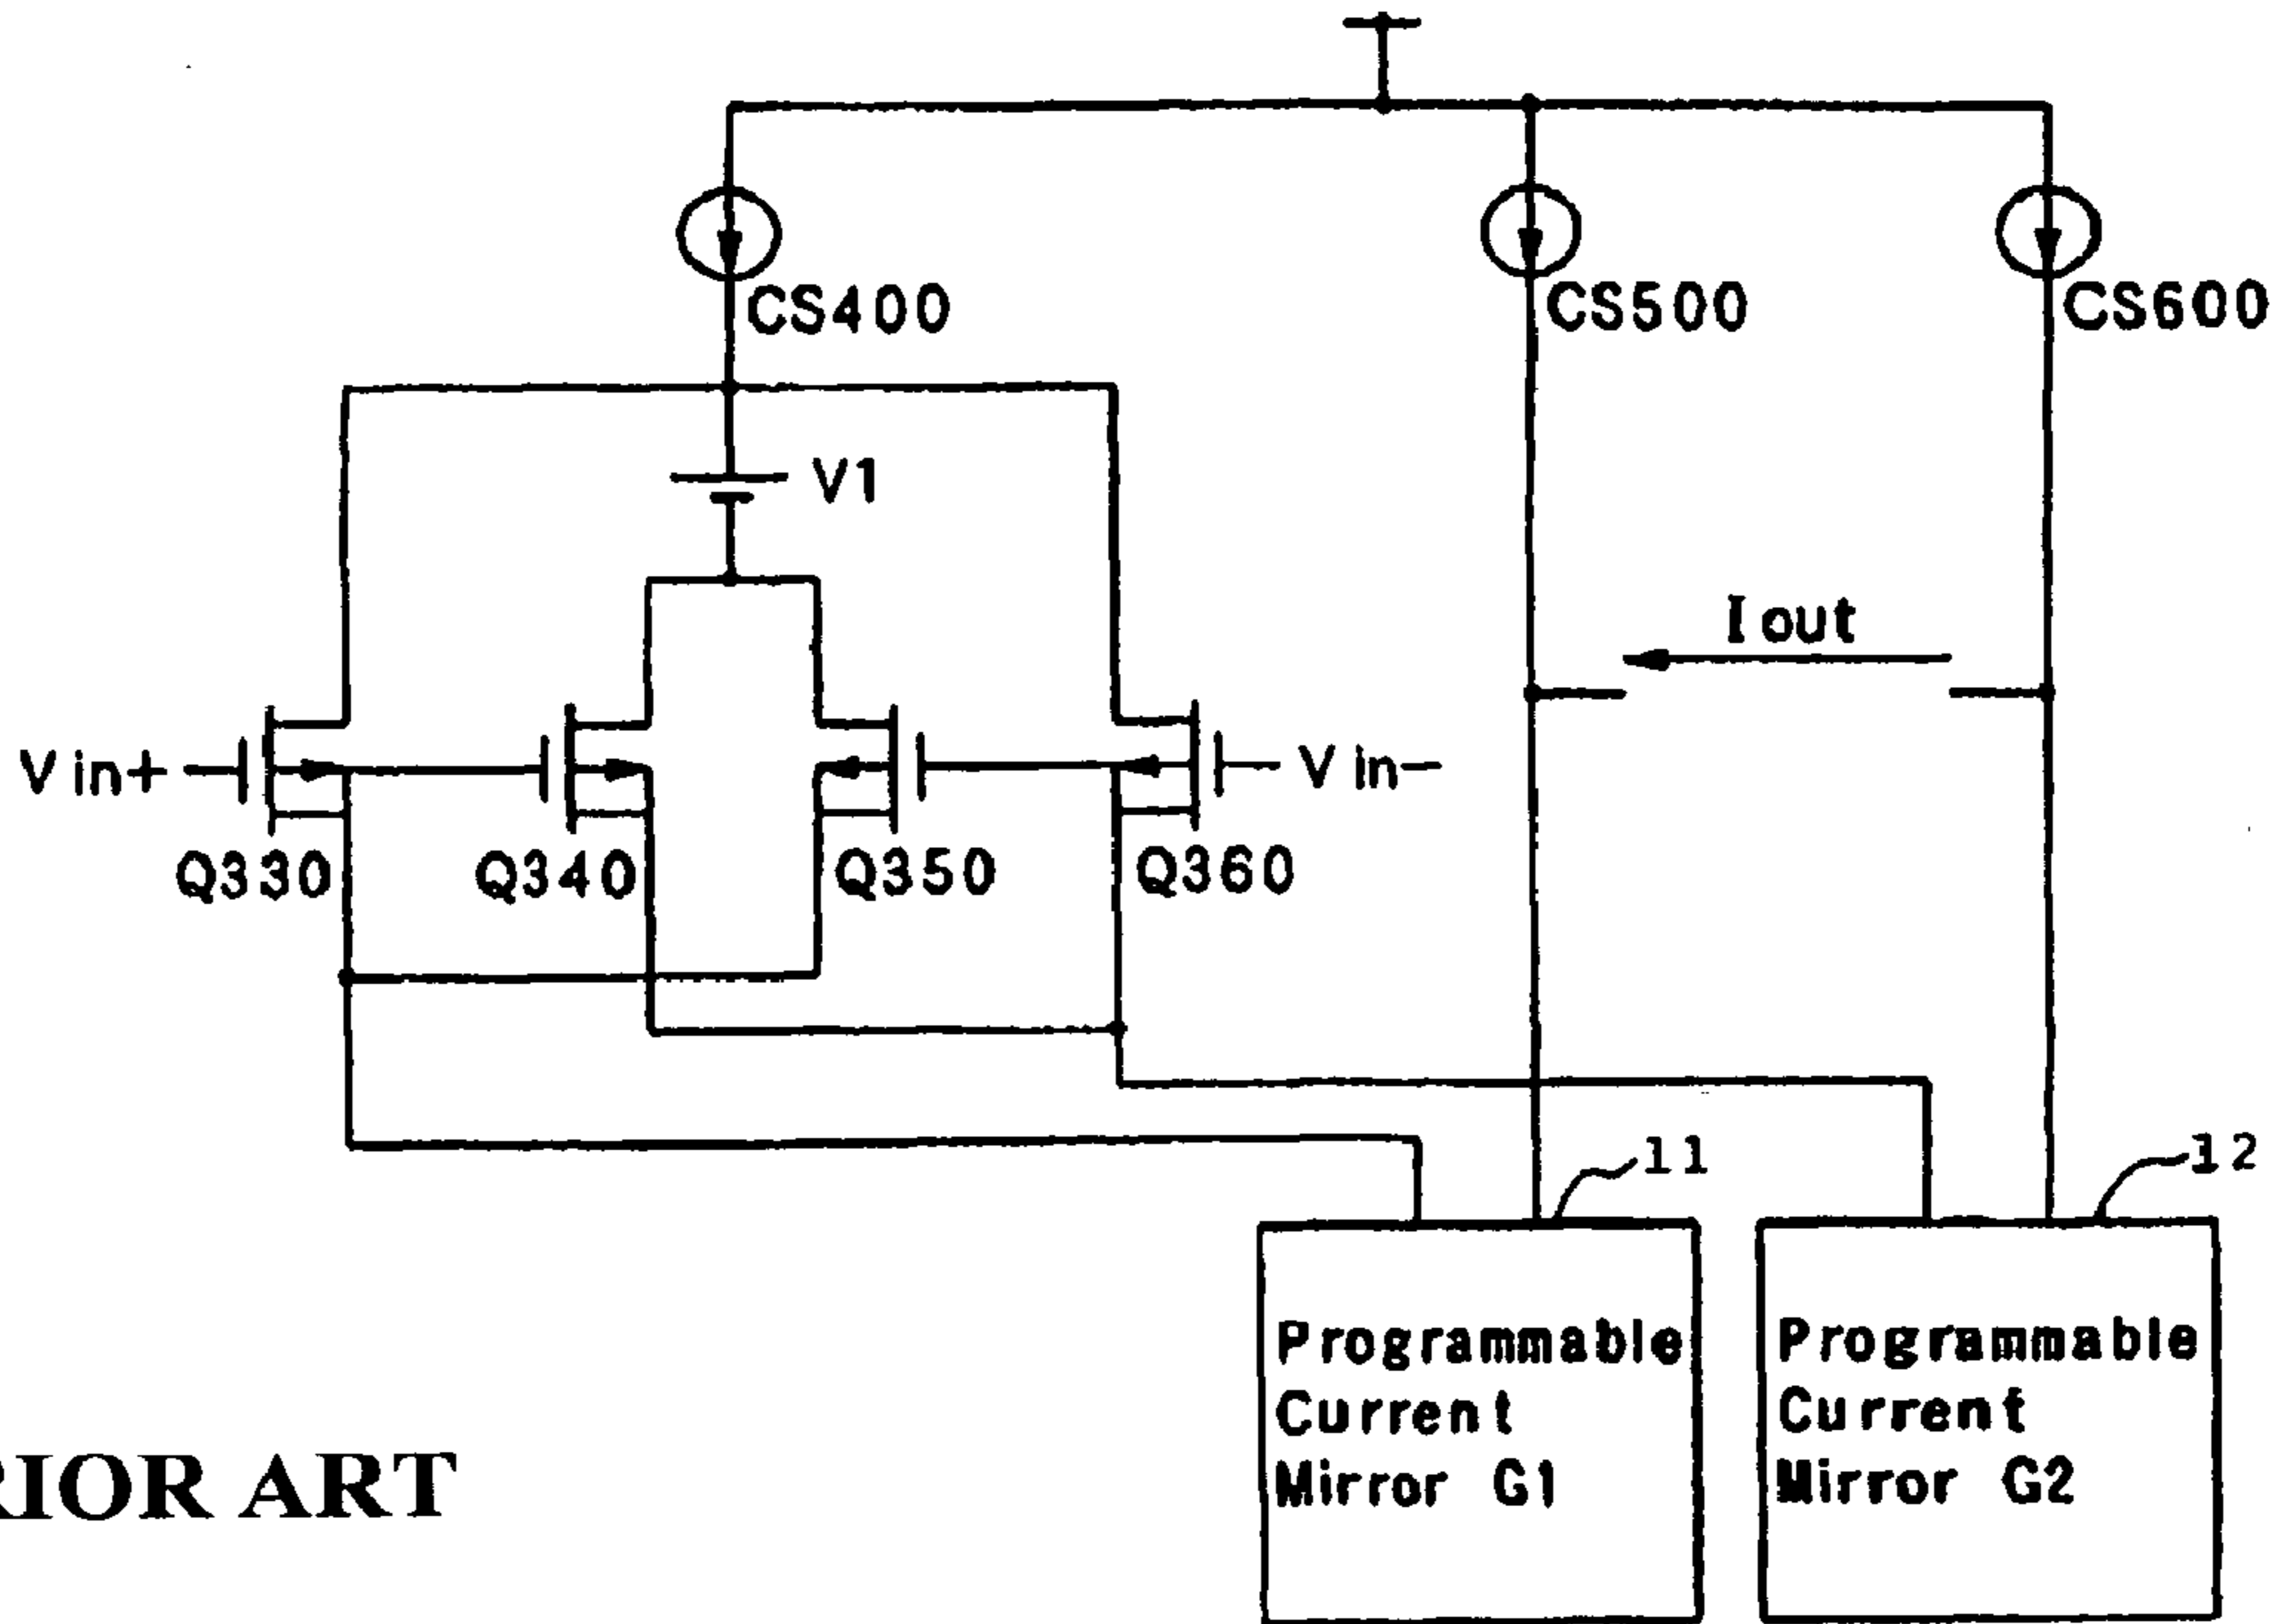 CS400
CS500
CS600
V1
Iout
Vin+
Vin-
Q330
Q340
Q350
Q360
11
12
Programmable
Current
Mirror G1
Programmable
Current
Mirror G2
RIOR ART